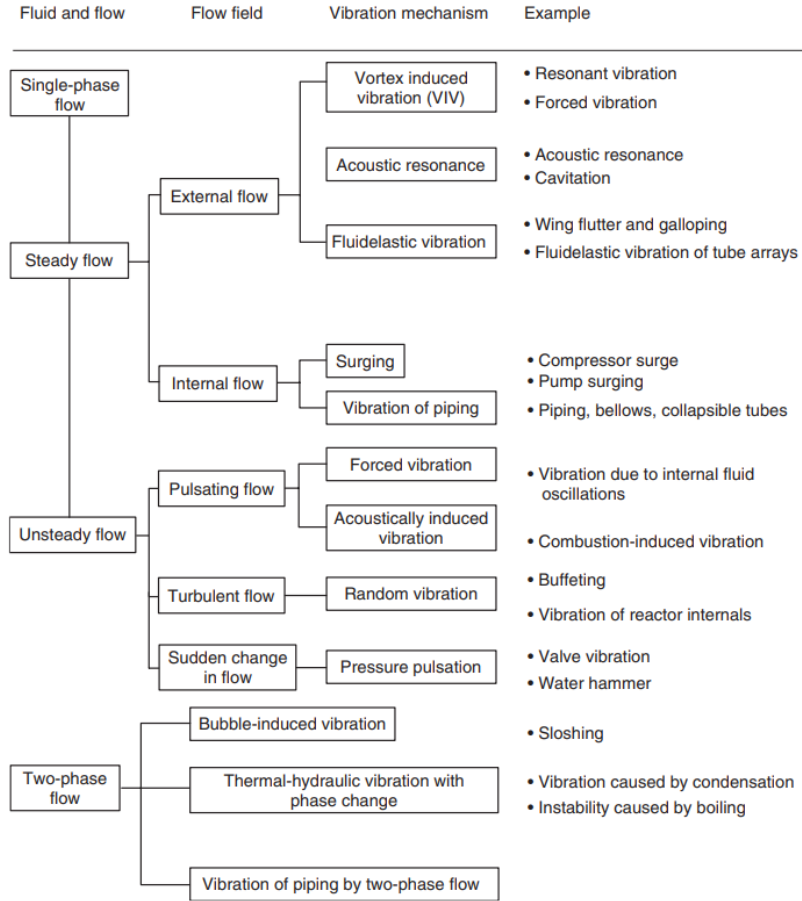 Fluid and flow
Flow field
Vibration mechanism
Example
Single-phase
flow
Vortex induced
vibration (VIV)
• Resonant vibration
• Forced vibration
Acoustic resonance
• Acoustic resonance
• Cavitation
External flow
Fluidelastic vibration
• Wing flutter and galloping
• Fluidelastic vibration of tube arrays
Steady flow
Internal flow
Surging
• Compressor surge
• Pump surging
Vibration of piping
• Piping, bellows, collapsible tubes
Unsteady flow
Pulsating flow
Forced vibration
• Vibration due to internal fluid
oscillations
Acoustically induced
vibration
• Combustion-induced vibration
Turbulent flow
Random vibration
• Buffeting
• Vibration of reactor internals
Sudden change
in flow
Pressure pulsation
• Valve vibration
• Water hammer
Two-phase
flow
Bubble-induced vibration
• Sloshing
Thermal-hydraulic vibration with
phase change
• Vibration caused by condensation
• Instability caused by boiling
Vibration of piping by two-phase flow